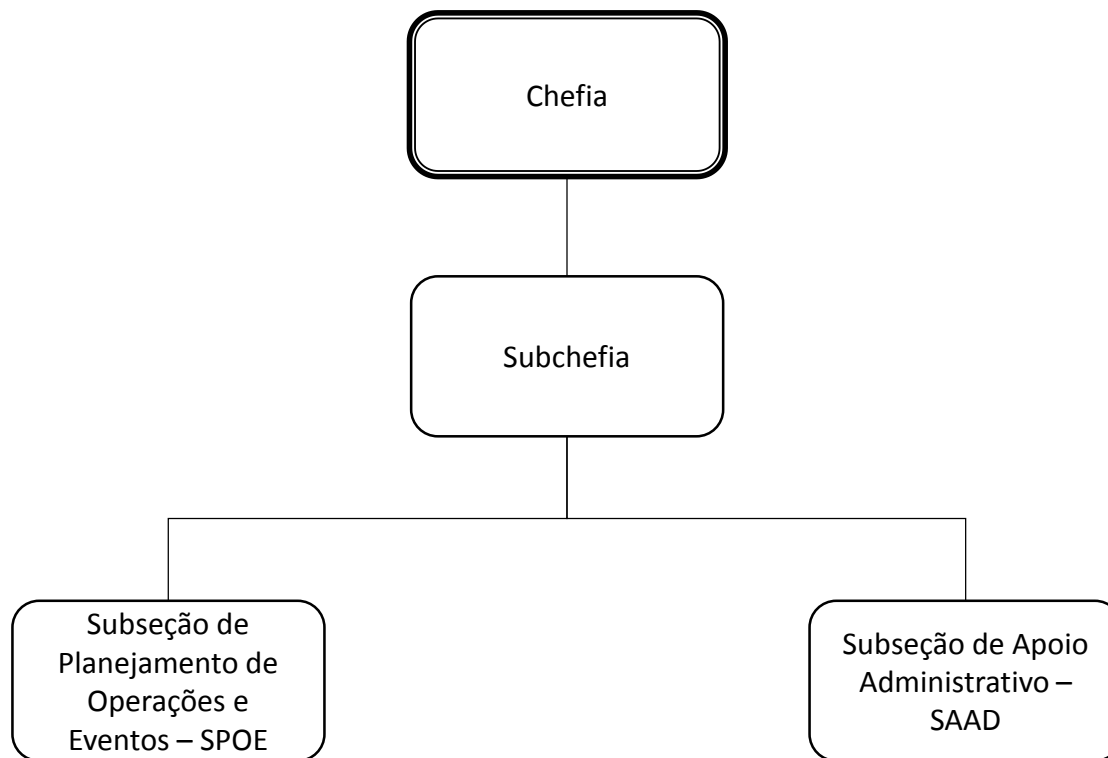 Chefia
Subchefia
Subseção de
Planejamento de
Operações e
Eventos – SPOE
Subseção de Apoio
Administrativo –
SAAD